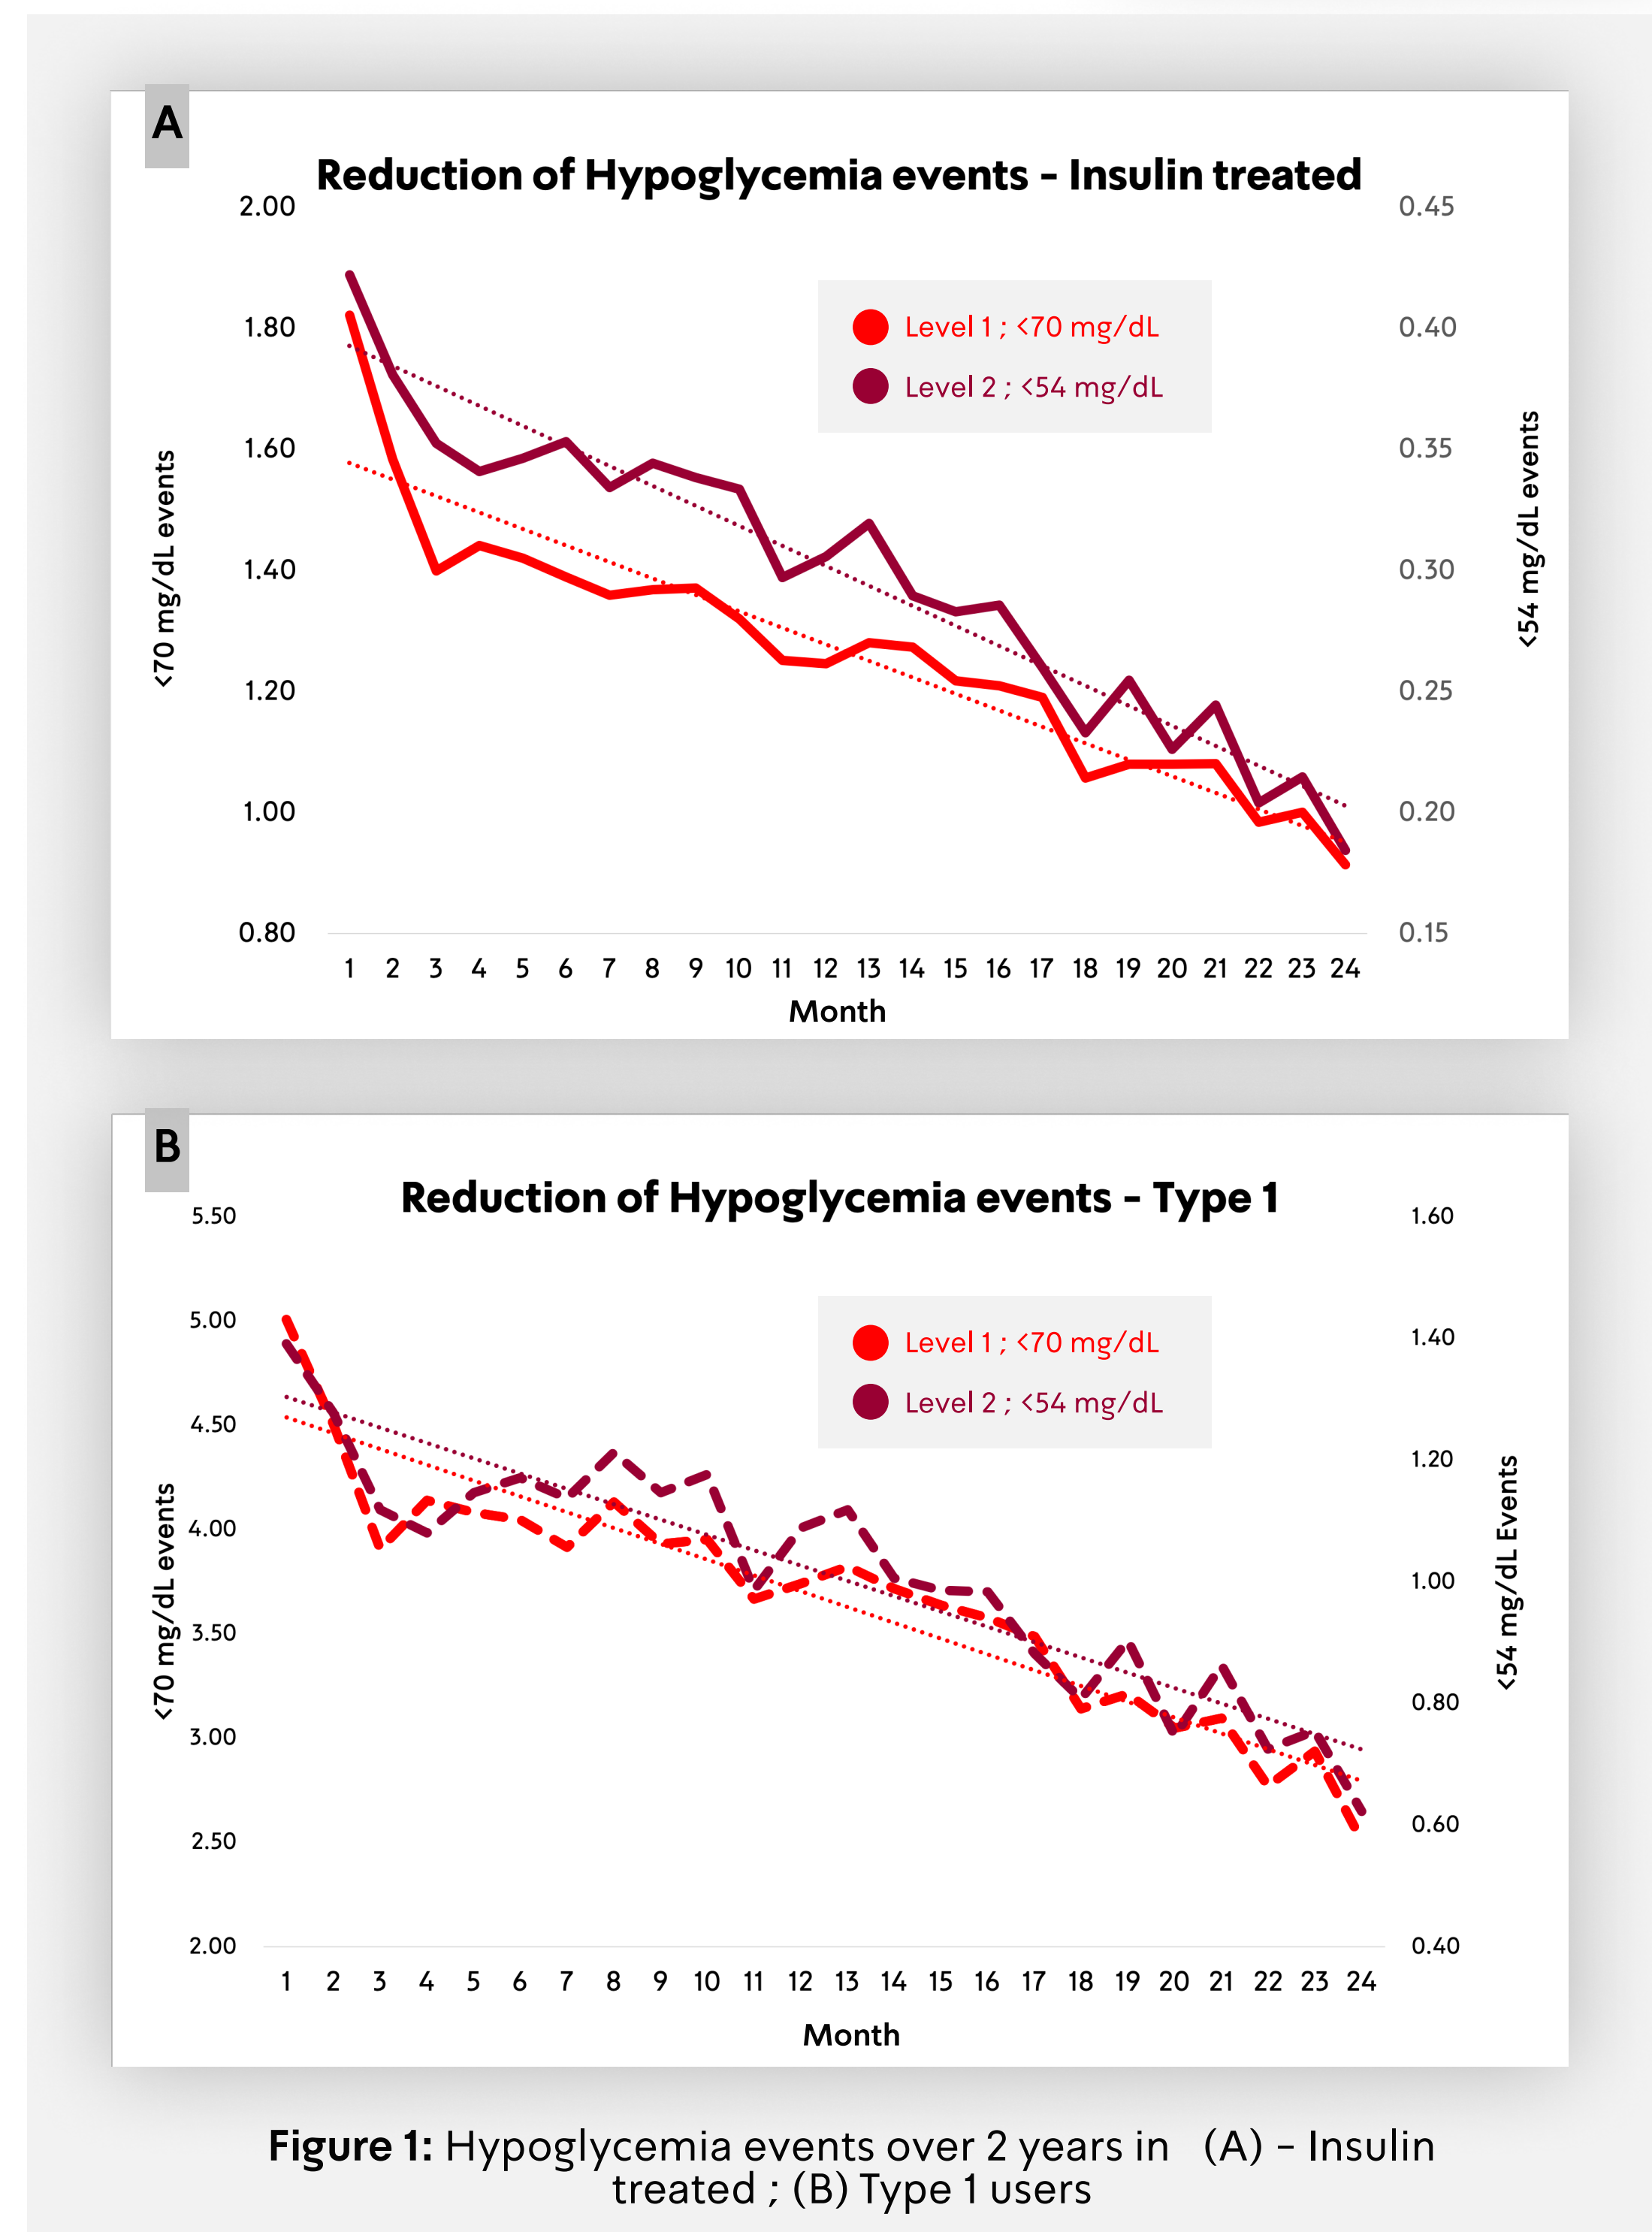 A
Reduction of Hypoglycemia events - Insulin treated
2.00
1.80
1.60
1.40
1.20
1.00
0.80
<70 mg/dL events
Level 1 ; <70 mg/dL
Level 2 ; <54 mg/dL
0.45
0.40
0.35
0.30
0.25
0.20
0.15
<54 mg/dL events
1 2 3 4 5 6 7 8 9 10 11 12 13 14 15 16 17 18 19 20 21 22 23 24
Month
B
Reduction of Hypoglycemia events - Type 1
5.50
5.00
4.50
4.00
3.50
3.00
2.50
2.00
<70 mg/dL events
Level 1 ; <70 mg/dL
Level 2 ; <54 mg/dL
1.60
1.40
1.20
1.00
0.80
0.60
0.40
<54 mg/dL Events
1 2 3 4 5 6 7 8 9 10 11 12 13 14 15 16 17 18 19 20 21 22 23 24
Month
Figure 1: Hypoglycemia events over 2 years in (A) - Insulin
treated ; (B) Type 1 users